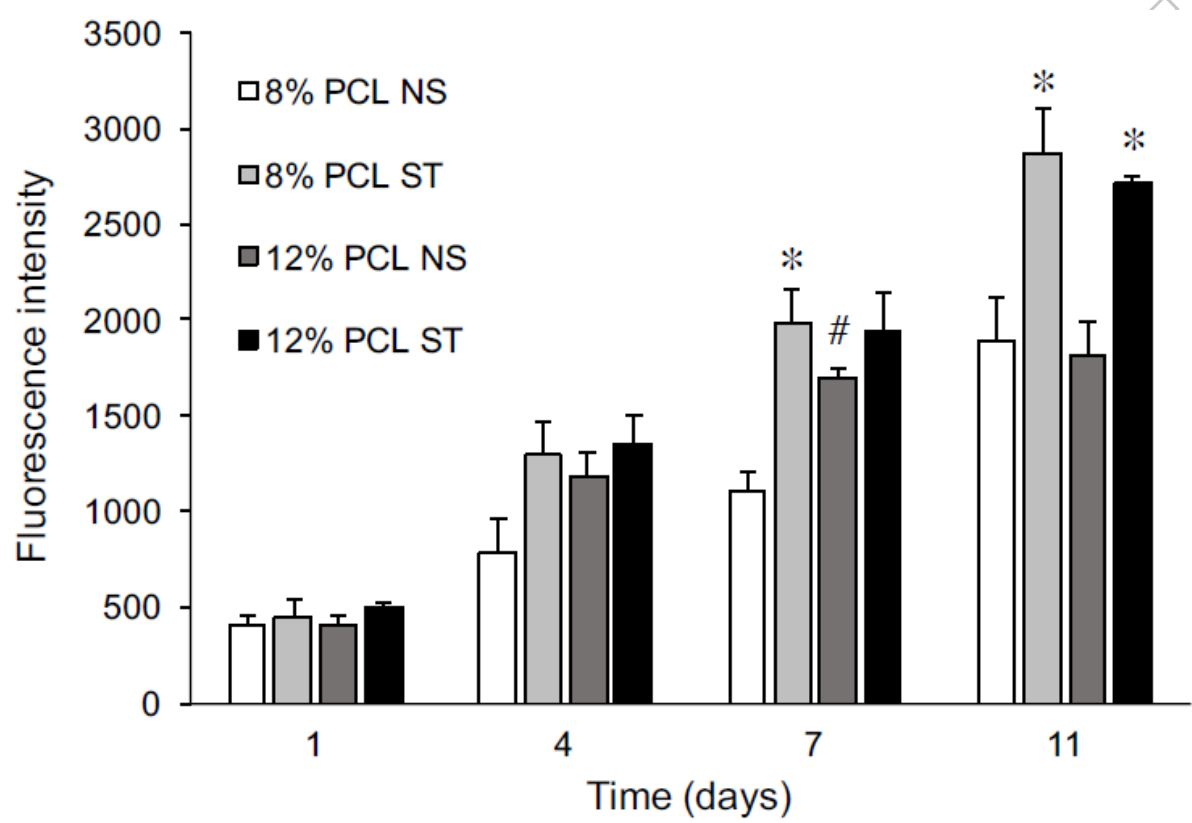 3500
3000
2500
2000
1500
1000
500
0
Fluorescence intensity
8% PCL NS
8% PCL ST
12% PCL NS
12% PCL ST
*
#
*
*
1 4 7 11
Time (days)